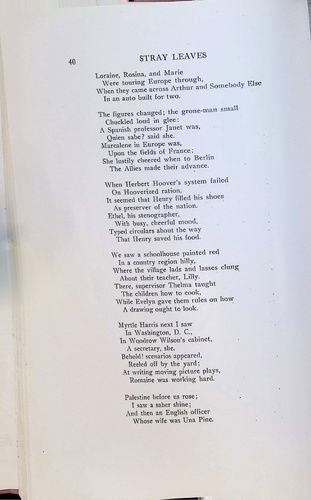 40 STRAY LEAVES
Loraine, Rosina, and Marie
Were touring Europe through,
When they came across Arthur and Somebody Else
In an auto built for two.
The figures changed; the grone-man small
Chuckled loud in glee:
A Spanish professor Janet was,
Quien sabe? said she.
Marcalene in Europe was,
Upon the fields of France;
She lustily cheered when to Berlin
The Allies made their advance.
When Herbert Hoover's system failed
On Hooverized ration,
It seemed that Henry filled his shoes
As preserver of the nation.
Ethel, his stenographer,
With busy, cheerful mood,
Typed circulars about the way
That Henry saved his food.
We saw a schoolhouse painted red
In a country region hilly,
Where the village lads and lasses clung
About their teacher, Lilly.
There, supervisor Thelma taught
The children how to cook,
While Evelyn gave them rules on how
A drawing ought to look.
Myrtle Harris next I saw
In Washington, D. C.,
In Woodrow Wilson's cabinet,
A secretary, she.
Behold! scenarios appeared,
Reeled off by the yard;
At writing moving picture plays,
Romaine was working hard.
Palestine before us rose;
I saw a saber shine;
And then an English officer
Whose wife was Una Pine.